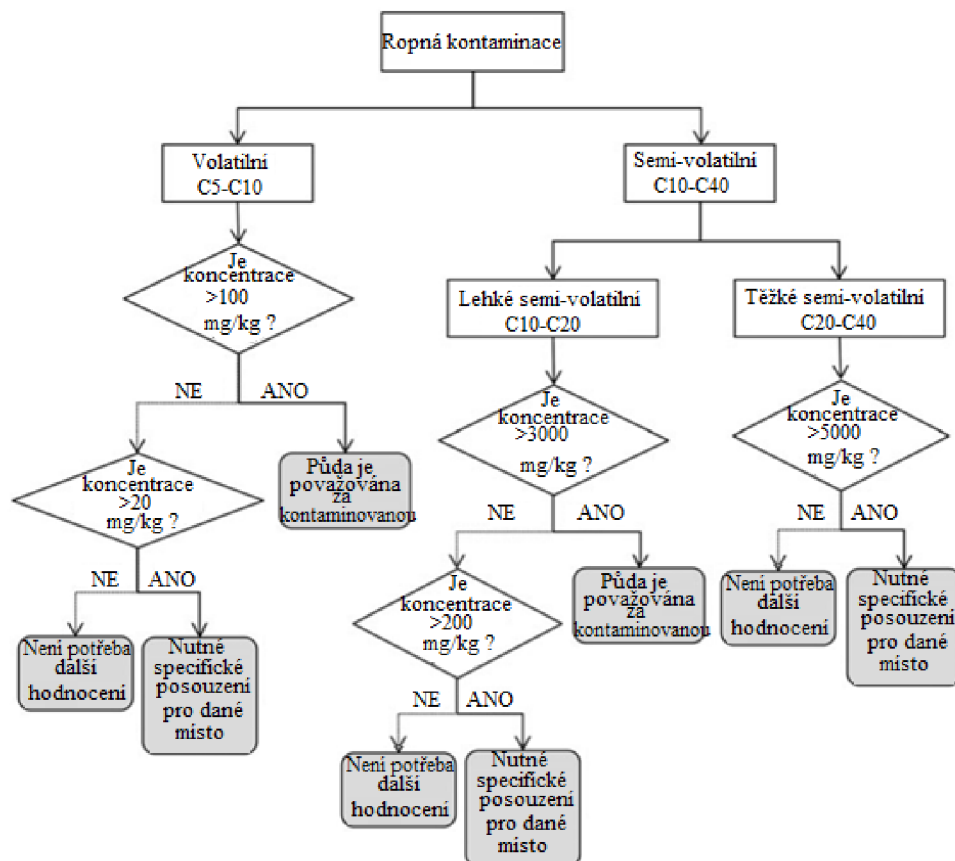 Ropná kontaminace
Volatilní
C5-C10
Semi-volatilní
C10-C40
Je
koncentrace
>100
mg/kg ?
Lehké semi-volatilní
C10-C20
Těžké semi-volatilní
C20-C40
NE
ANO
Je
koncentrace
>3000
mg/kg ?
Je
koncentrace
>5000
mg/kg ?
Je
koncentrace
>20
mg/kg ?
Půda je
považována
za
kontaminovanou
NE
ANO
NE
ANO
NE
ANO
Je
koncentrace
>200
mg/kg ?
Půda je
považována
za
kontaminovanou
Není potřeba
další
hodnocení
Nutné
specifické
posouzení
pro dané
místo
Není potřeba
další
hodnocení
Nutné
specifické
posouzení
pro dané
místo
NE
ANO
Není potřeba
další
hodnocení
Nutné
specifické
posouzení
pro dané
místo